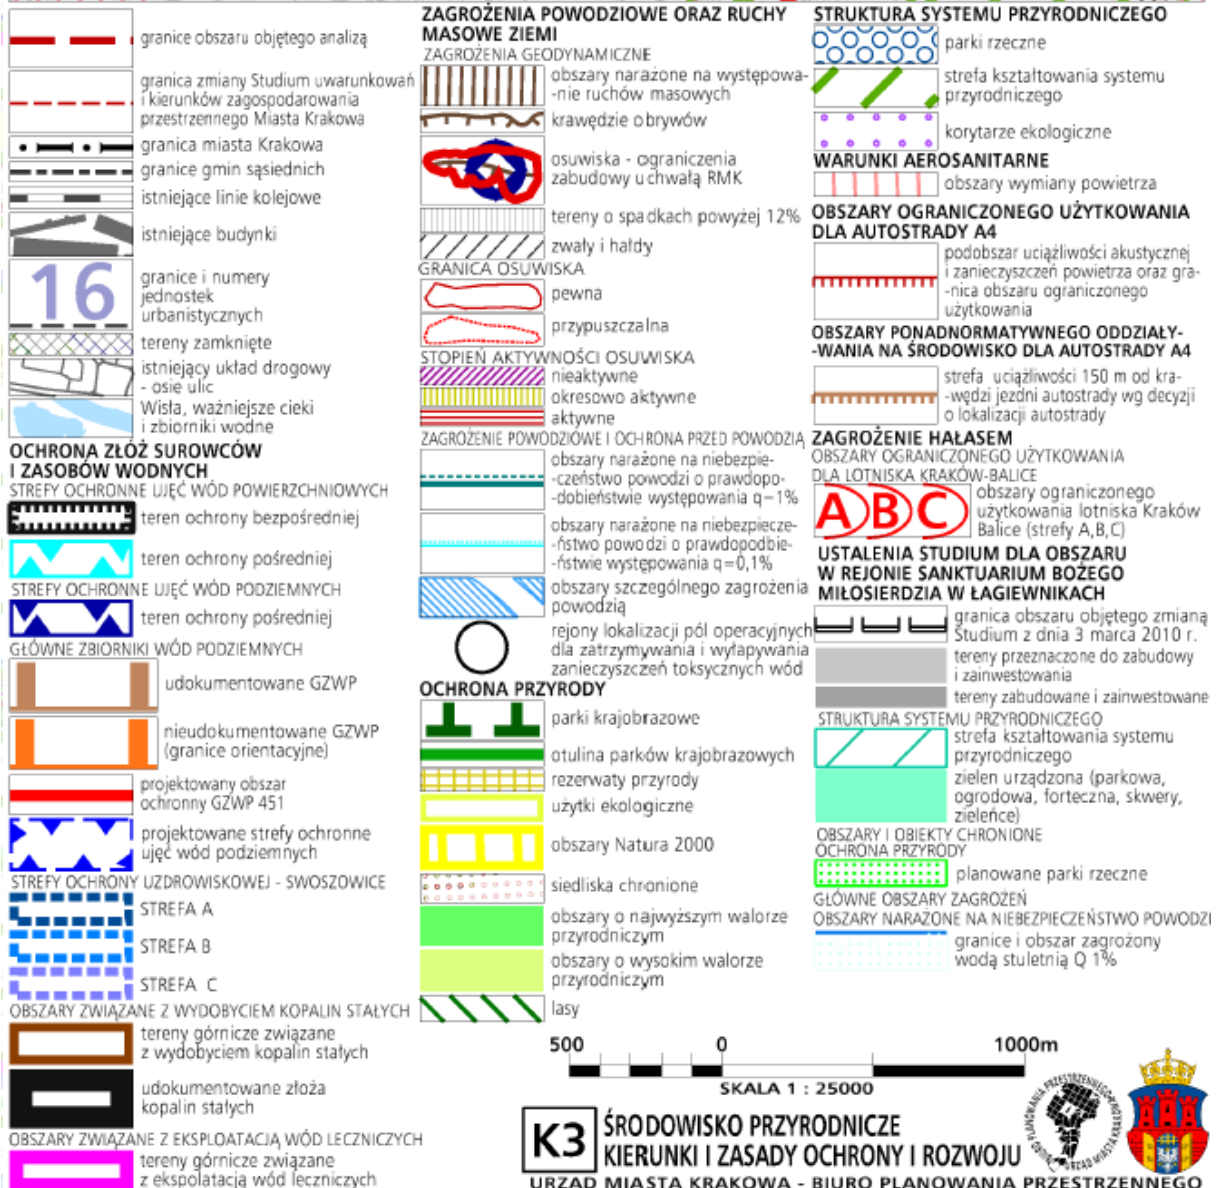 granice obszaru objętego analizą
granica zmiany Studium uwarunkowań
i kierunków zagospodarowania
przestrzennego Miasta Krakowa
granica miasta Krakowa
granice gmin sąsiednich
istniejące linie kolejowe
istniejące budynki
16
granice i numery
jednostek
urbanistycznych
tereny zamknięte
istniejący układ drogowy
- osie ulic
Wisła, ważniejsze cieki
i zbiorniki wodne
OCHRONA ZŁÓŻ SUROWCÓW
I ZASOBÓW WODNYCH
STREFY OCHRONNE UJĘĆ WÓD POWIERZCHNIOWYCH
teren ochrony bezpośredniej
teren ochrony pośredniej
STREFY OCHRONNE UJĘĆ WÓD PODZIEMNYCH
teren ochrony pośredniej
GŁÓWNE ZBIORNIKI WÓD PODZIEMNYCH
udokumentowane GZWP
nieudokumentowane GZWP
(granice orientacyjne)
projektowany obszar
ochronny GZWP 451
projektowane strefy ochronne
ujęć wód podziemnych
STREFY OCHRONY UZDROWISKOWEJ - SWOSZOWICE
STREFA A
STREFA B
STREFA C
OBSZARY ZWIĄZANE Z WYDOBYCIEM KOPALIN STAŁYCH
tereny górnicze związane
z wydobyciem kopalin stałych
udokumentowane złoża
kopalin stałych
OBSZARY ZWIĄZANE Z EKSPLOATACJĄ WÓD LECZNICZYCH
tereny górnicze związane
z ekspolatacją wód leczniczych
ZAGROŻENIA POWODZIOWE ORAZ RUCHY
MASOWE ZIEMI
ZAGROŻENIA GEODYNAMICZNE
obszary narażone na występowa-
-nie ruchów masowych
krawędzie obrywów
osuwiska - ograniczenia
zabudowy uchwałą RMK
tereny o spadkach powyżej 12%
zwały i hałdy
GRANICA OSUWISKA
pewna
przypuszczalna
STOPIEŃ AKTYWNOŚCI OSUWISKA
nieaktywne
okresowo aktywne
aktywne
ZAGROŻENIE POWODZIOWE I OCHRONA PRZED POWODZIĄ
obszary narażone na niebezpie-
-czeństwo powodzi o prawdopo-
-dobieństwie występowania q=1%
obszary narażone na niebezpiecze-
-ństwo powodzi o prawdopodbie-
-ństwie występowania q=0,1%
obszary szczególnego zagrożenia
powodzią
rejony lokalizacji pól operacyjnych
dla zatrzymywania i wyłapywania
zanieczyszczeń toksycznych wód
OCHRONA PRZYRODY
parki krajobrazowe
otulina parków krajobrazowych
rezerwaty przyrody
użytki ekologiczne
obszary Natura 2000
siedliska chronione
obszary o najwyższym walorze
przyrodniczym
obszary o wysokim walorze
przyrodniczym
lasy
STRUKTURA SYSTEMU PRZYRODNICZEGO
parki rzeczne
strefa kształtowania systemu
przyrodniczego
korytarze ekologiczne
WARUNKI AEROSANITARNE
obszary wymiany powietrza
OBSZARY OGRANICZONEGO UŻYTKOWANIA
DLA AUTOSTRADY A4
podobszar uciążliwości akustycznej
i zanieczyszczeń powietrza oraz gra-
-nica obszaru ograniczonego
użytkowania
OBSZARY PONADNORMATYWNEGO ODDZIAŁY-
-WANIA NA ŚRODOWISKO DLA AUTOSTRADY A4
strefa uciążliwości 150 m od kra-
-wędzi jezdni autostrady wg decyzji
o lokalizacji autostrady
ZAGROŻENIE HAŁASEM
OBSZARY OGRANICZONEGO UŻYTKOWANIA
DLA LOTNISKA KRAKÓW-BALICE
A B C
obszary ograniczonego
użytkowania lotniska Kraków
Balice (strefy A,B,C)
USTALENIA STUDIUM DLA OBSZARU
W REJONIE SANKTUARIUM BOŻEGO
MIŁOSIERDZIA W ŁAGIEWNIKACH
granica obszaru objętego zmianą
Studium z dnia 3 marca 2010 r.
tereny przeznaczone do zabudowy
i zainwestowania
tereny zabudowane i zainwestowane
STRUKTURA SYSTEMU PRZYRODNICZEGO
strefa kształtowania systemu
przyrodniczego
zielen urządzona (parkowa,
ogrodowa, forteczna, skwery,
zieleńce)
OBSZARY I OBIEKTY CHRONIONE
OCHRONA PRZYRODY
planowane parki rzeczne
GŁÓWNE OBSZARY ZAGROŻEŃ
OBSZARY NARAŻONE NA NIEBEZPIECZEŃSTWO POWODZI
granice i obszar zagrożony
wodą stuletnią Q 1%
500 0 1000m
SKALA 1 : 25000
K3
ŚRODOWISKO PRZYRODNICZE
KIERUNKI I ZASADY OCHRONY I ROZWOJU
URZĄD MIASTA KRAKOWA - BIURO PLANOWANIA PRZESTRZENNEGO